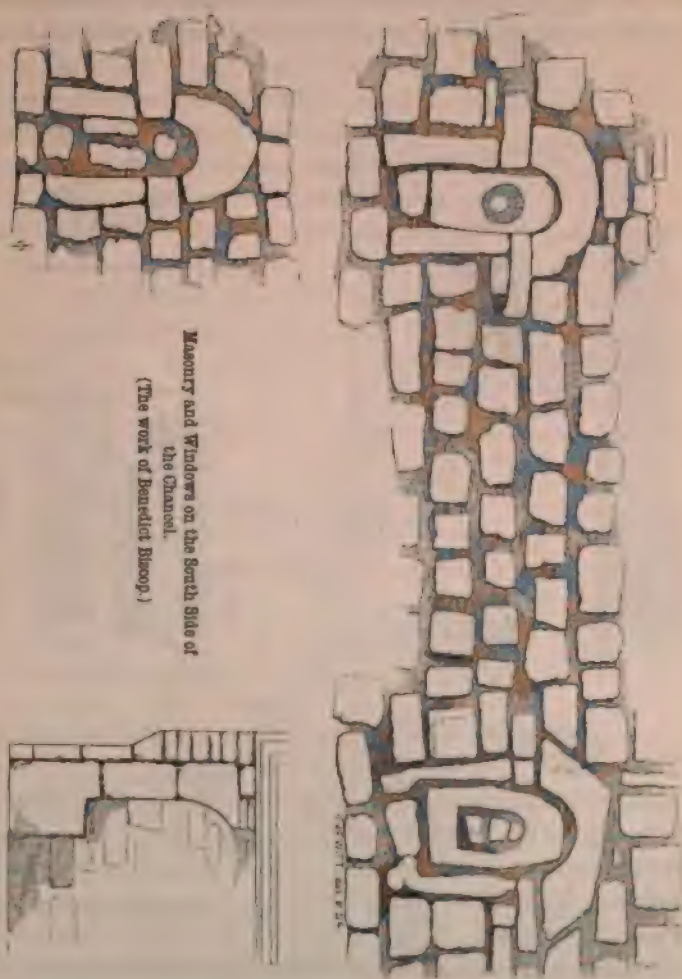 Masonry and Windows on the South Side of
the Chancel.
(The work of Benedict Biscop.)